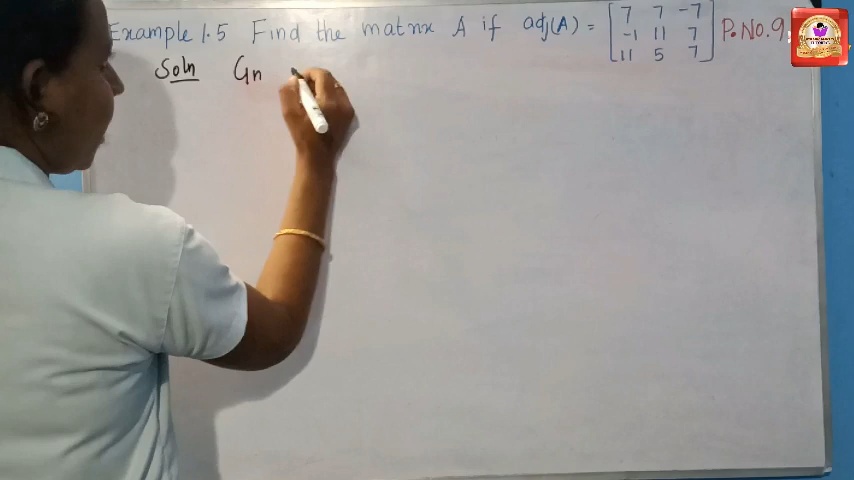 Example 1.5 Find the matrix A if adj(A) = [ 7 7 -7 P.No.9
-1 11 7
11 5 7 ]
Soln Gn